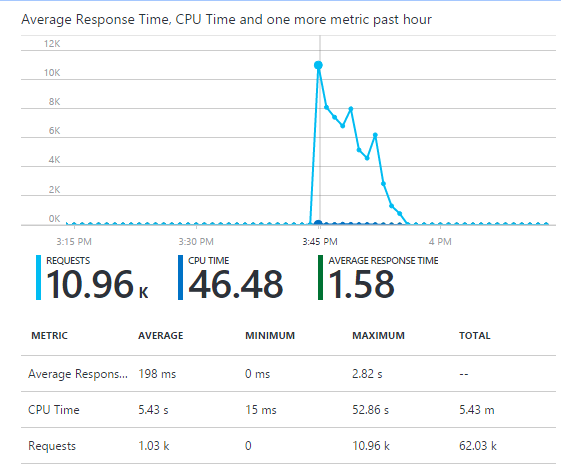 Average Response Time, CPU Time and one more metric past hour
12K
10K
8K
6K
4K
2K
0K
3:15 PM 3:30 PM 3:45 PM 4 PM
REQUESTS CPU TIME AVERAGE RESPONSE TIME
10.96 K 46.48 1.58
METRIC AVERAGE MINIMUM MAXIMUM TOTAL
Average Respons... 198 ms 0 ms 2.82 s --
CPU Time 5.43 s 15 ms 52.86 s 5.43 m
Requests 1.03 k 0 10.96 k 62.03 k